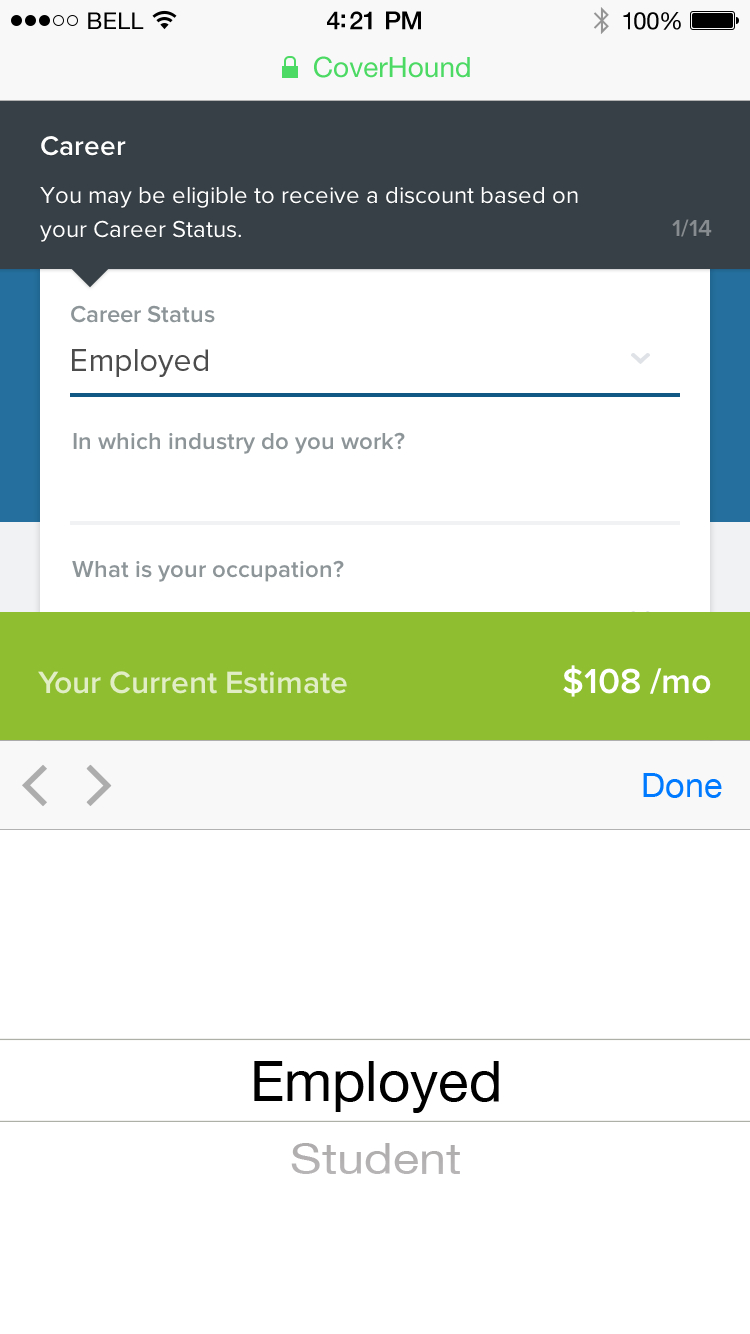 BELL 4:21 PM 100%
CoverHound
Career
You may be eligible to receive a discount based on
your Career Status.
1/14
Career Status
Employed
In which industry do you work?
What is your occupation?
Your Current Estimate $108 /mo
Done
Employed
Student